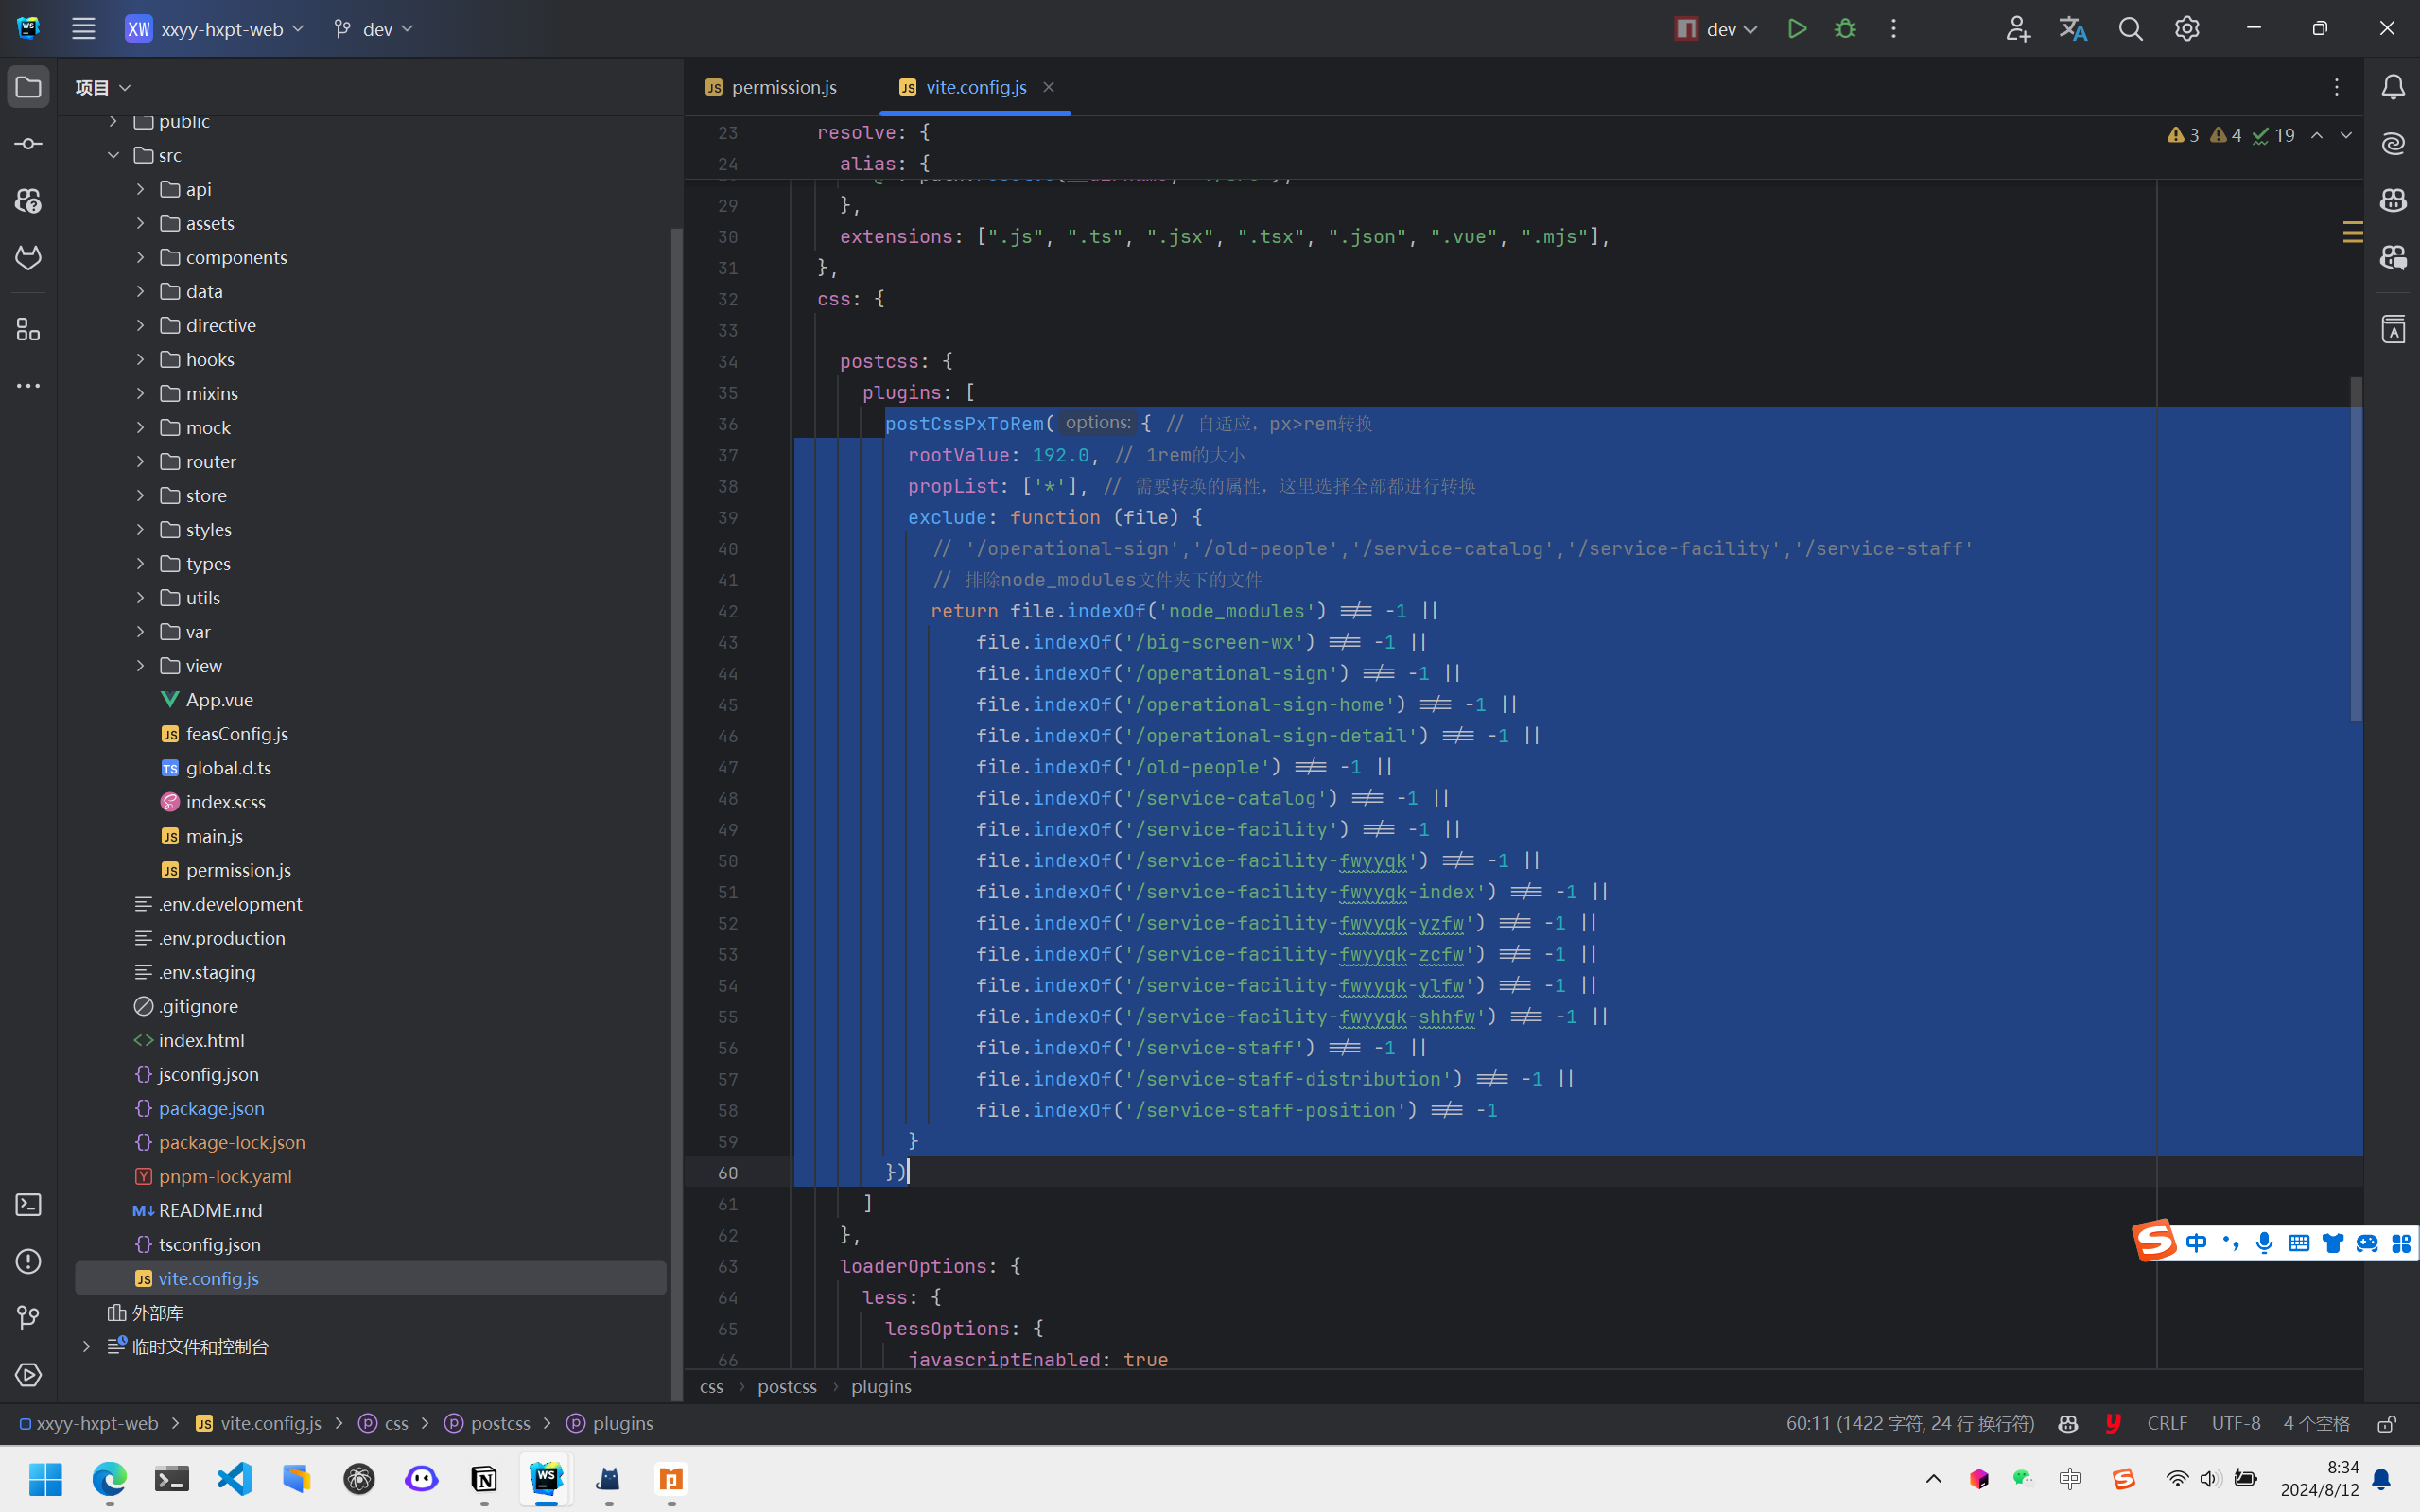 XW xxyy-hxpt-web dev
dev
项目
public
src
api
assets
components
data
directive
hooks
mixins
mock
router
store
styles
types
utils
var
view
App.vue
feasConfig.js
global.d.ts
index.scss
main.js
permission.js
.env.development
.env.production
.env.staging
.gitignore
index.html
jsconfig.json
package.json
package-lock.json
pnpm-lock.yaml
README.md
tsconfig.json
vite.config.js
外部库
临时文件和控制台
permission.js vite.config.js
3 4 19
23 resolve: {
24 alias: {
29 },
30 extensions: [".js", ".ts", ".jsx", ".tsx", ".json", ".vue", ".mjs"],
31 },
32 css: {
33
34 postcss: {
35 plugins: [
36 postCssPxToRem( options: { // 自适应，px>rem转换
37 rootValue: 192.0, // 1rem的大小
38 propList: ['*'], // 需要转换的属性，这里选择全部都进行转换
39 exclude: function (file) {
40 // '/operational-sign','/old-people','/service-catalog','/service-facility','/service-staff'
41 // 排除node_modules文件夹下的文件
42 return file.indexOf('node_modules') !== -1 ||
43 file.indexOf('/big-screen-wx') !== -1 ||
44 file.indexOf('/operational-sign') !== -1 ||
45 file.indexOf('/operational-sign-home') !== -1 ||
46 file.indexOf('/operational-sign-detail') !== -1 ||
47 file.indexOf('/old-people') !== -1 ||
48 file.indexOf('/service-catalog') !== -1 ||
49 file.indexOf('/service-facility') !== -1 ||
50 file.indexOf('/service-facility-fwyyqk') !== -1 ||
51 file.indexOf('/service-facility-fwyyqk-index') !== -1 ||
52 file.indexOf('/service-facility-fwyyqk-yzfw') !== -1 ||
53 file.indexOf('/service-facility-fwyyqk-zcfw') !== -1 ||
54 file.indexOf('/service-facility-fwyyqk-ylfw') !== -1 ||
55 file.indexOf('/service-facility-fwyyqk-shhfw') !== -1 ||
56 file.indexOf('/service-staff') !== -1 ||
57 file.indexOf('/service-staff-distribution') !== -1 ||
58 file.indexOf('/service-staff-position') !== -1
59 }
60 })
61 ]
62 },
63 loaderOptions: {
64 less: {
65 lessOptions: {
66 javascriptEnabled: true
css › postcss › plugins
中
xxyy-hxpt-web > vite.config.js > css > postcss > plugins
60:11 (1422 字符, 24 行 换行符) CRLF UTF-8 4 个空格
8:34
2024/8/12